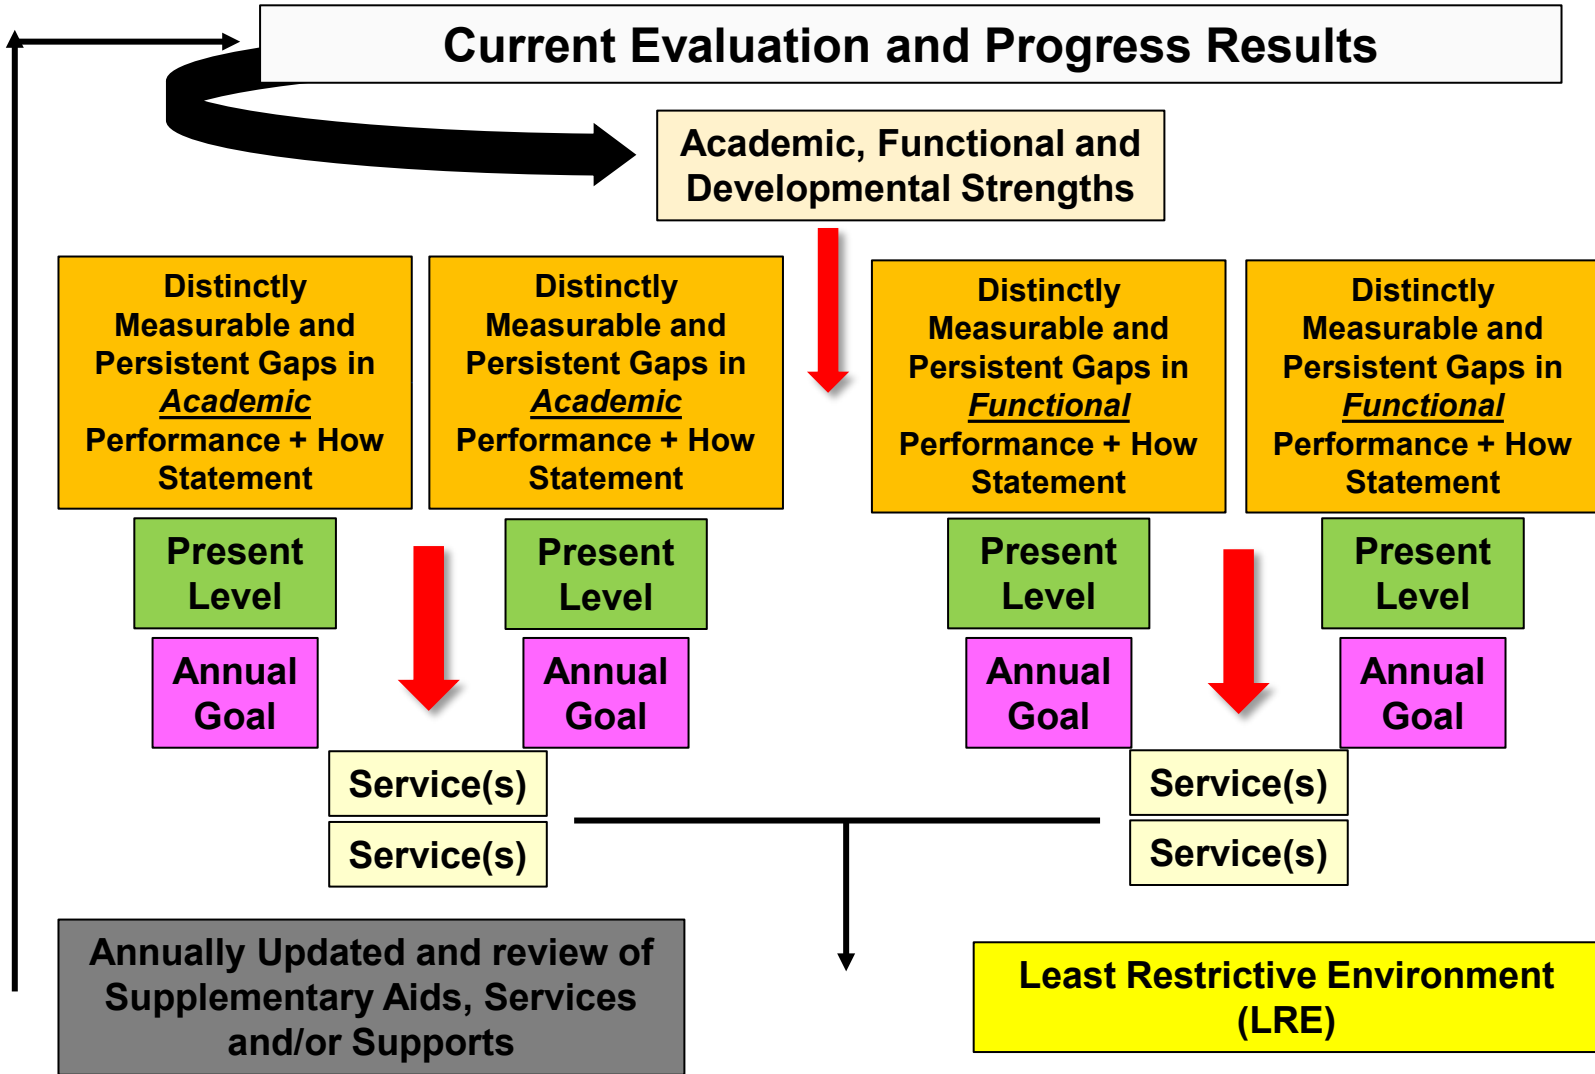 Current Evaluation and Progress Results
Academic, Functional and
Developmental Strengths
Distinctly
Measurable and
Persistent Gaps in
Academic
Performance + How
Statement
Distinctly
Measurable and
Persistent Gaps in
Academic
Performance + How
Statement
Distinctly
Measurable and
Persistent Gaps in
Functional
Performance + How
Statement
Distinctly
Measurable and
Persistent Gaps in
Functional
Performance + How
Statement
Present
Level
Present
Level
Present
Level
Present
Level
Annual
Goal
Annual
Goal
Annual
Goal
Annual
Goal
Service(s)
Service(s)
Service(s)
Service(s)
Annually Updated and review of
Supplementary Aids, Services
and/or Supports
Least Restrictive Environment
(LRE)